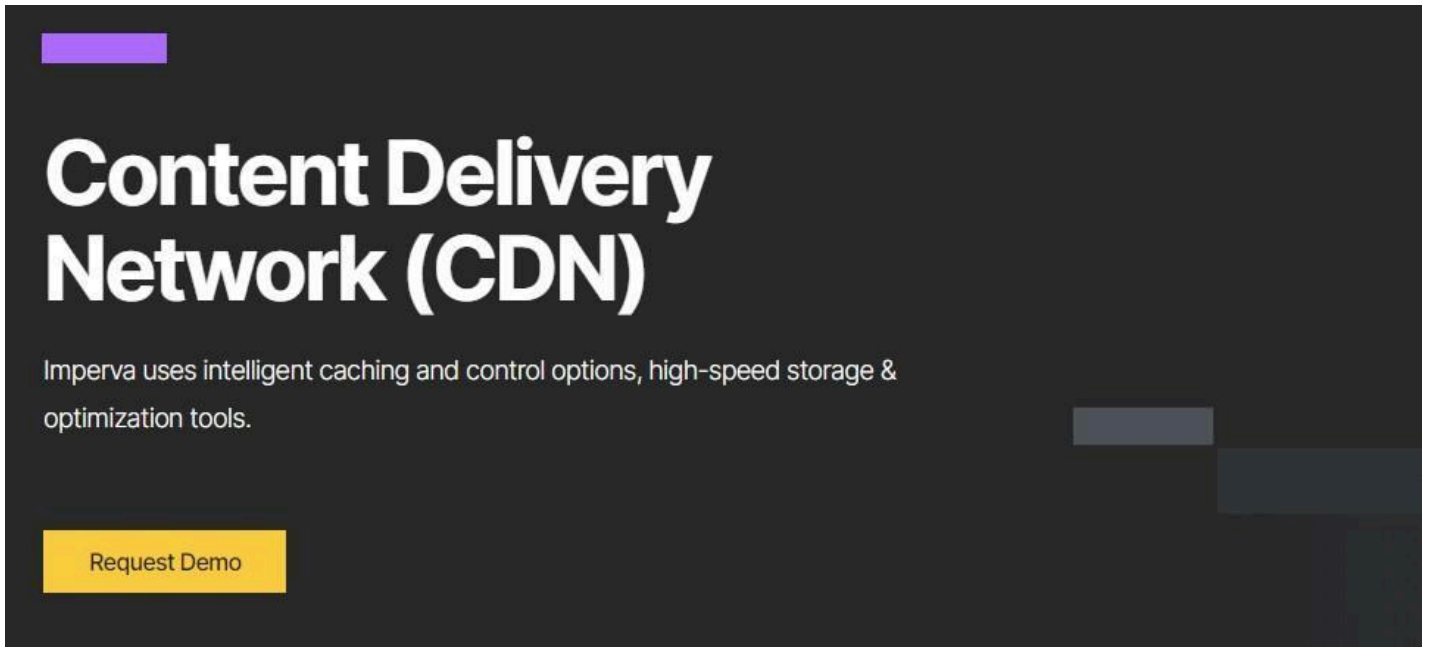 Content Delivery
Network (CDN)
Imperva uses intelligent caching and control options, high-speed storage &
optimization tools.
Request Demo